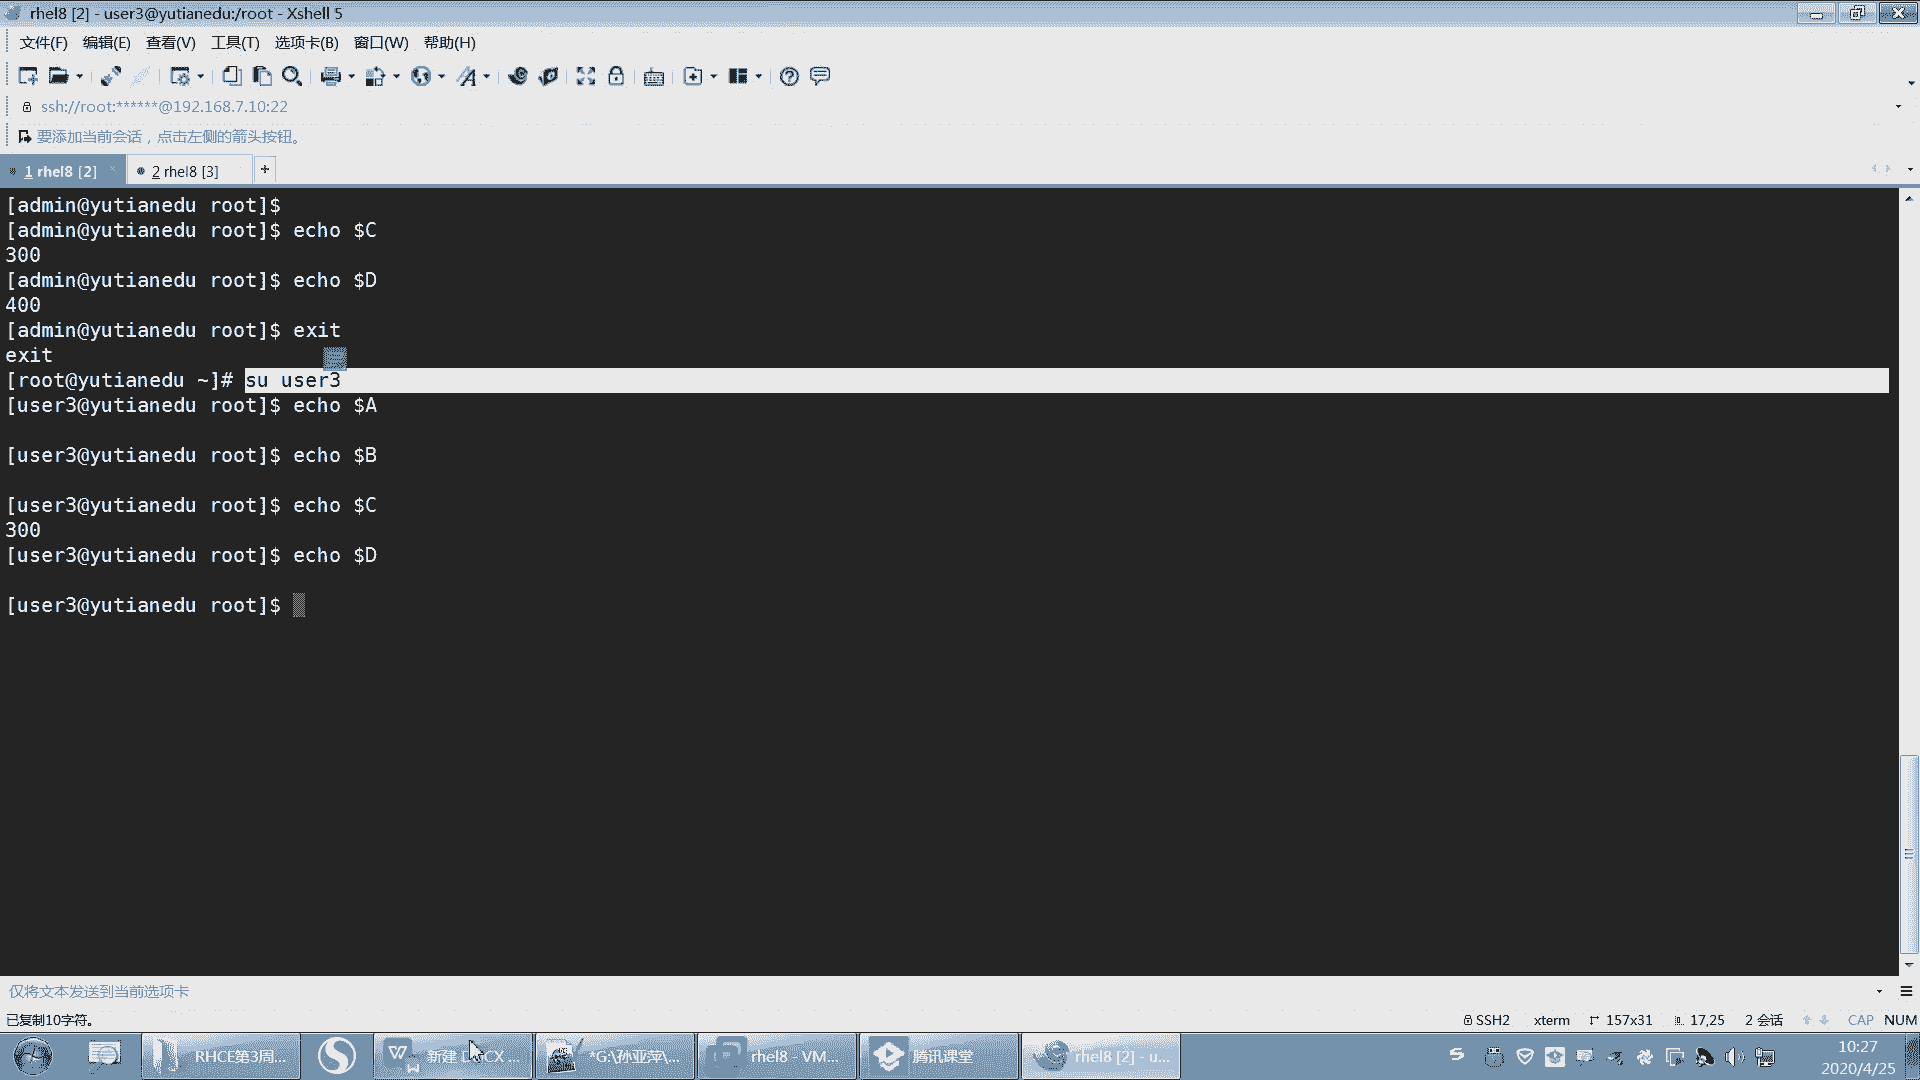 rhel8 [2] - user3@yutianedu:/root - Xshell 5
文件(F) 编辑(E) 查看(V) 工具(T) 选项卡(B) 窗口(W) 帮助(H)
ssh://root:******@192.168.7.10:22
要添加当前会话，点击左侧的箭头按钮。
1 rhel8 [2] 2 rhel8 [3] +
[admin@yutianedu root]$
[admin@yutianedu root]$ echo $C
300
[admin@yutianedu root]$ echo $D
400
[admin@yutianedu root]$ exit
exit
[root@yutianedu ~]# su user3
[user3@yutianedu root]$ echo $A
[user3@yutianedu root]$ echo $B
[user3@yutianedu root]$ echo $C
300
[user3@yutianedu root]$ echo $D
[user3@yutianedu root]$
仅将文本发送到当前选项卡
已复制10字符。 SSH2 xterm 157x31 17,25 2 会话 CAP NUM
RHCE第3周... 新建 DOCX ... *G:\孙亚萍\... rhel8 - VM... 腾讯课堂 rhel8 [2] - u... 10:27
2020/4/25